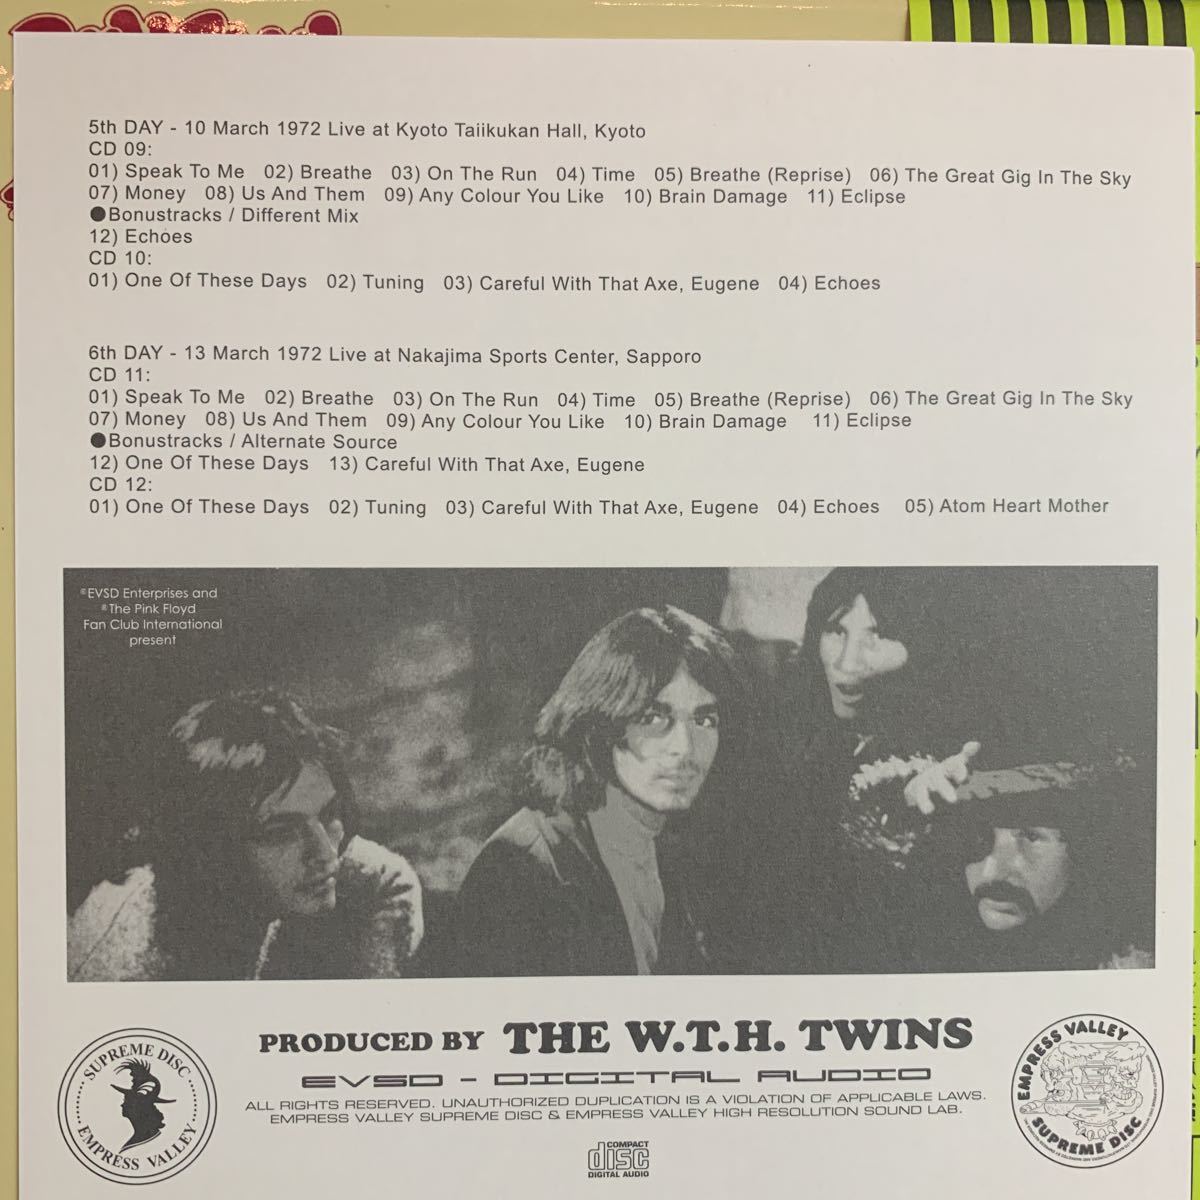 5th DAY - 10 March 1972 Live at Kyoto Taiikukan Hall, Kyoto
CD 09:
01) Speak To Me 02) Breathe 03) On The Run 04) Time 05) Breathe (Reprise) 06) The Great Gig In The Sky
07) Money 08) Us And Them 09) Any Colour You Like 10) Brain Damage 11) Eclipse
●Bonustracks / Different Mix
12) Echoes
CD 10:
01) One Of These Days 02) Tuning 03) Careful With That Axe, Eugene 04) Echoes
6th DAY - 13 March 1972 Live at Nakajima Sports Center, Sapporo
CD 11:
01) Speak To Me 02) Breathe 03) On The Run 04) Time 05) Breathe (Reprise) 06) The Great Gig In The Sky
07) Money 08) Us And Them 09) Any Colour You Like 10) Brain Damage 11) Eclipse
●Bonustracks / Alternate Source
12) One Of These Days 13) Careful With That Axe, Eugene
CD 12:
01) One Of These Days 02) Tuning 03) Careful With That Axe, Eugene 04) Echoes 05) Atom Heart Mother
EVSD Enterprises and
The Pink Floyd
Fan Club International
present
PRODUCED BY THE W.T.H. TWINS
EVSD - DIGITAL AUDIO
ALL RIGHTS RESERVED. UNAUTHORIZED DUPLICATION IS A VIOLATION OF APPLICABLE LAWS.
EMPRESS VALLEY SUPREME DISC & EMPRESS VALLEY HIGH RESOLUTION SOUND LAB.
SUPREME DISC
EMPRESS VALLEY
EMPRESS VALLEY
SUPREME DISC
COMPACT
disc
DIGITAL AUDIO